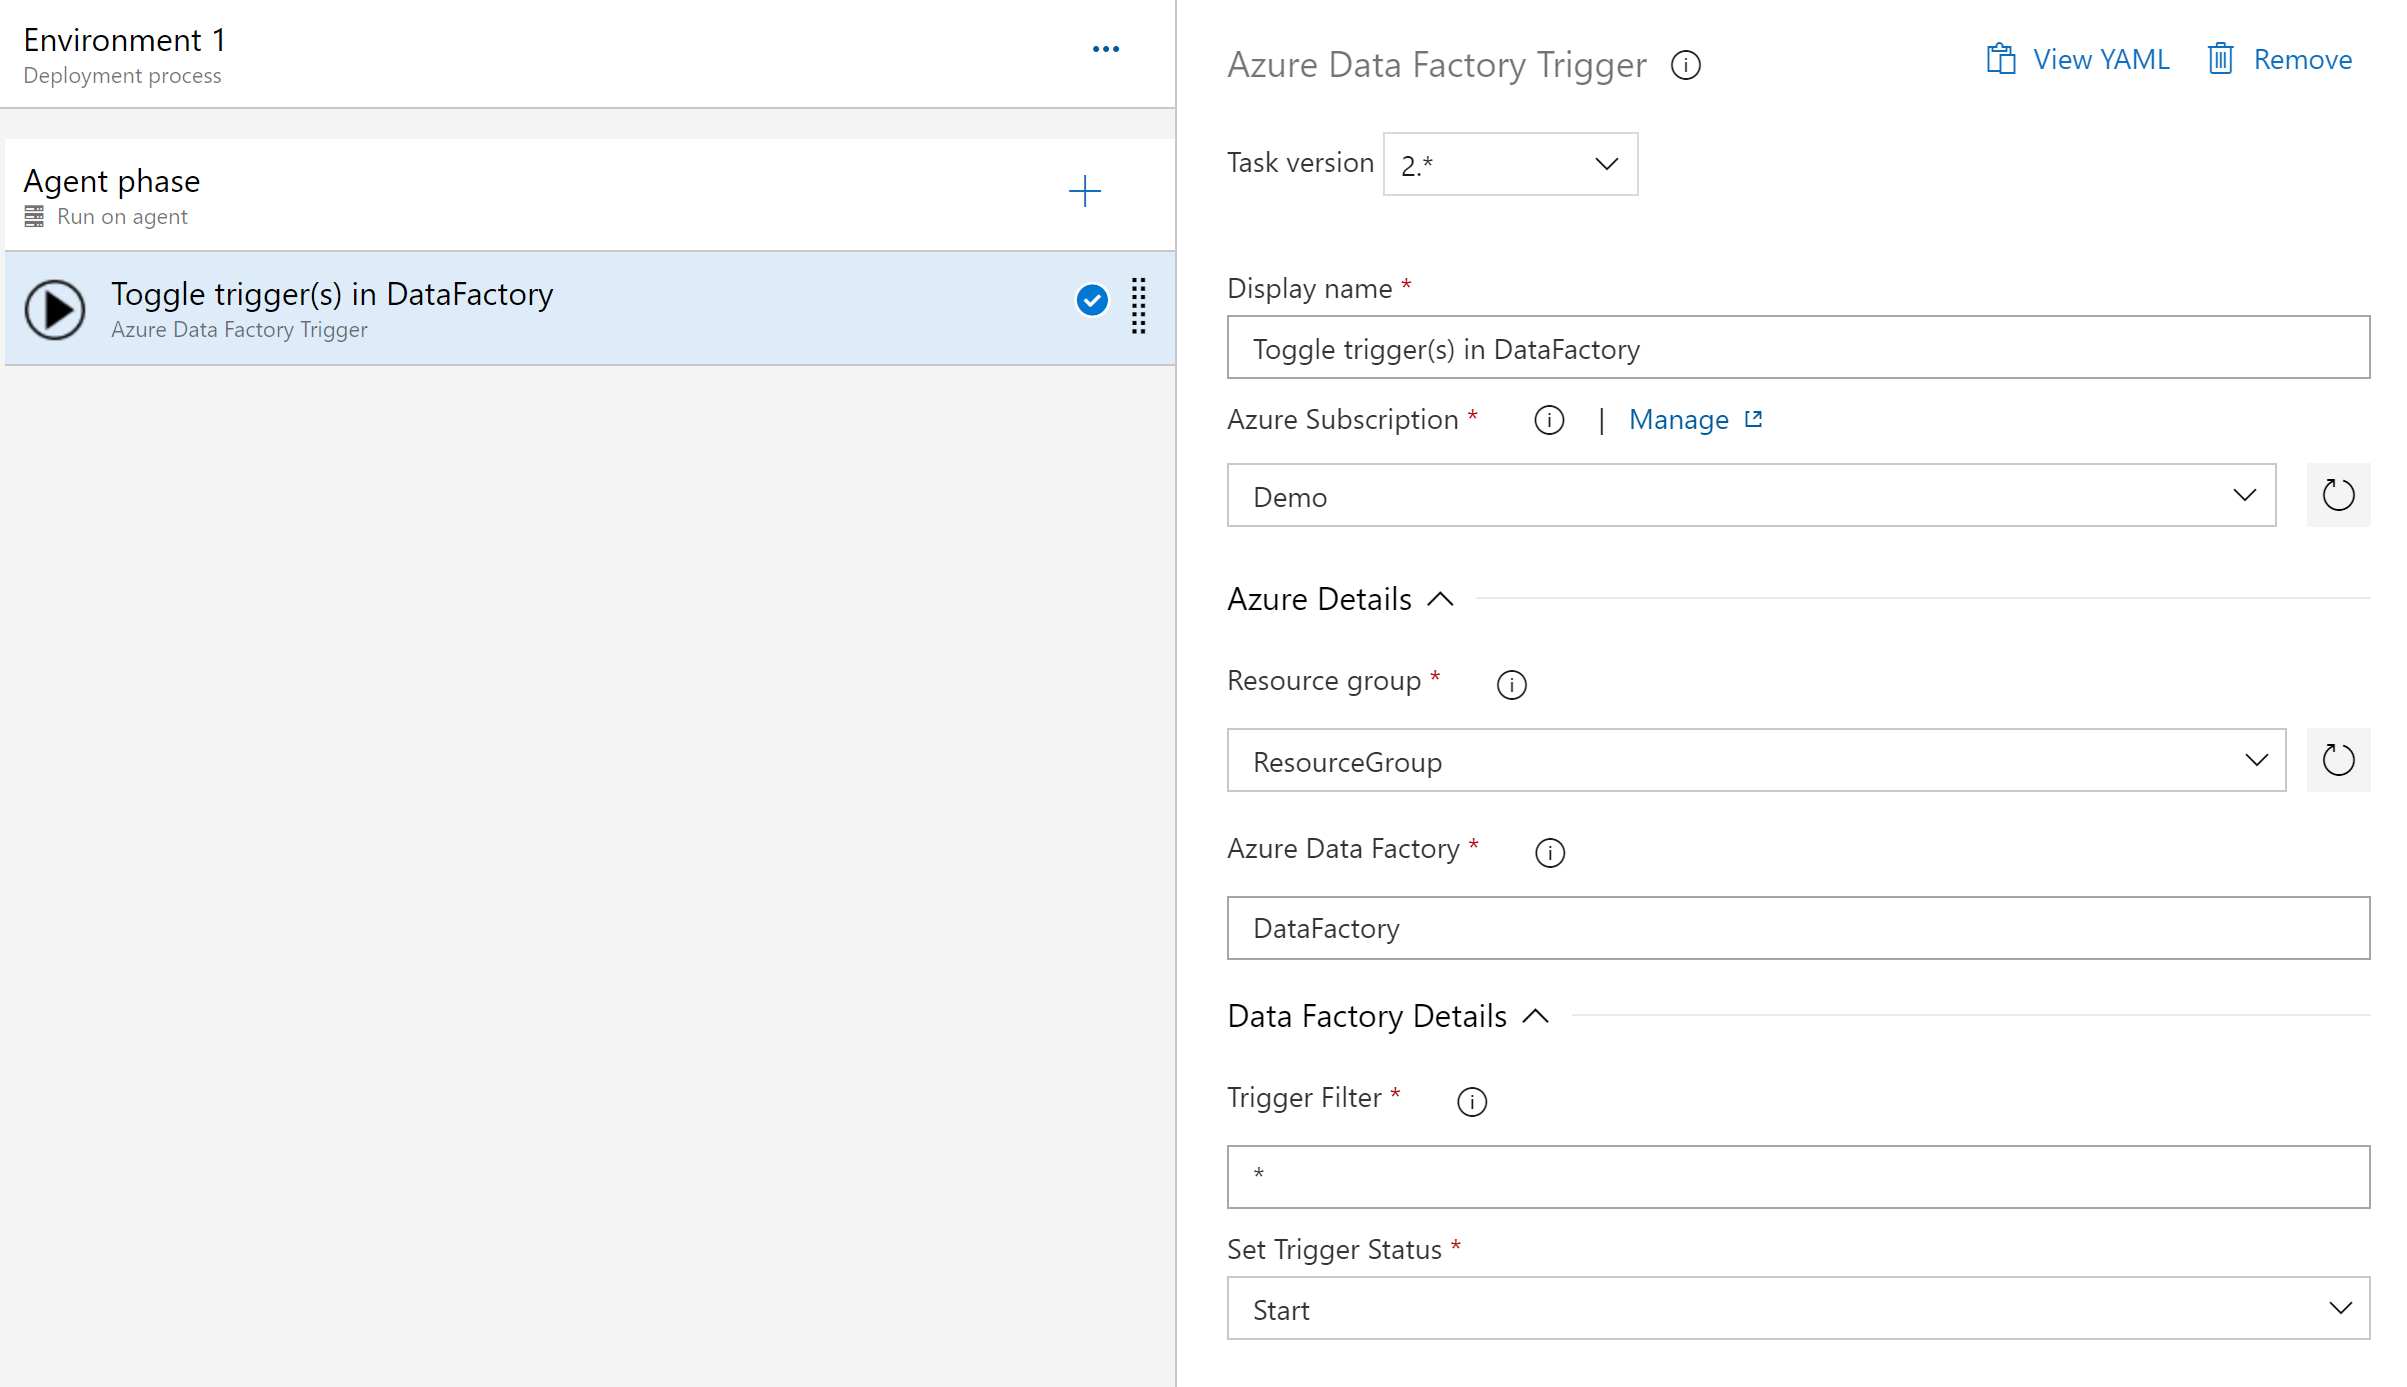 Environment 1
Deployment process
Agent phase
Run on agent
Toggle trigger(s) in DataFactory
Azure Data Factory Trigger
Azure Data Factory Trigger
View YAML
Remove
Task version 2.*
Display name *
Toggle trigger(s) in DataFactory
Azure Subscription * | Manage
Demo
Azure Details
Resource group *
ResourceGroup
Azure Data Factory *
DataFactory
Data Factory Details
Trigger Filter *
*
Set Trigger Status *
Start